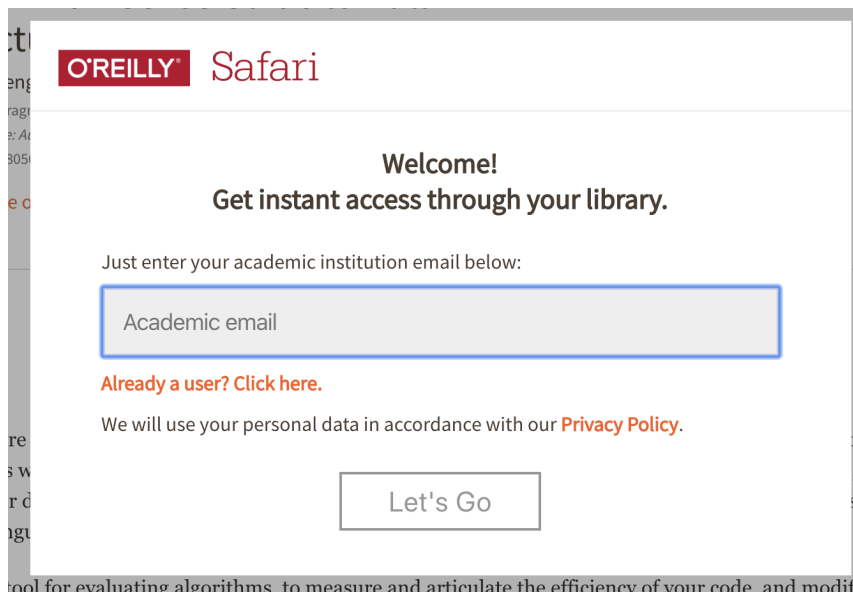 O'REILLY® Safari
Welcome!
Get instant access through your library.
Just enter your academic institution email below:
Academic email
Already a user? Click here.
We will use your personal data in accordance with our Privacy Policy.
Let's Go
tool for evaluating algorithms, to measure and articulate the efficiency of your code, and